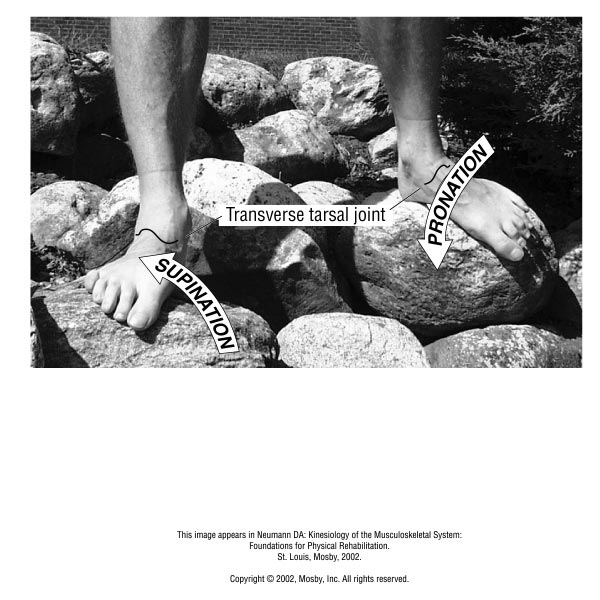 PRONATION
Transverse tarsal joint
SUPINATION
This image appears in Neumann DA: Kinesiology of the Musculoskeletal System:
Foundations for Physical Rehabilitation.
St. Louis, Mosby, 2002.
Copyright © 2002, Mosby, Inc. All rights reserved.